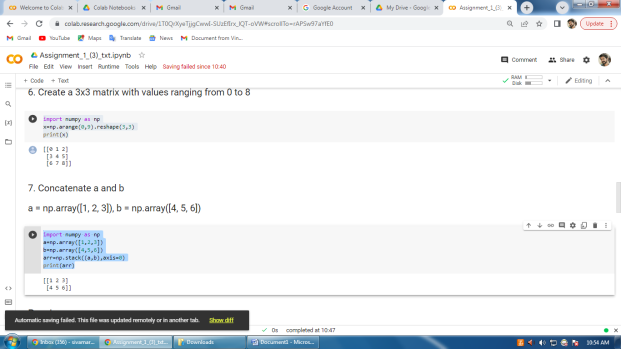 Welcome to Colab
Colab Notebooks
Gmail
Gmail
Google Account
My Drive - Google
Assignment_1_(3)
colab.research.google.com/drive/
Update
Gmail
YouTube
Maps
Translate
News
Document from Vin...
Assignment_1_(3)_txt.ipynb
File Edit View Insert Runtime Tools Help Saving failed since 10:40
Comment
Share
+ Code + Text
RAM
Disk
Editing
6. Create a 3x3 matrix with values ranging from 0 to 8
import numpy as np
x=np.arange(0,9).reshape(3,3)
print(x)
[[0 1 2]
[3 4 5]
[6 7 8]]
7. Concatenate a and b
a = np.array([1, 2, 3]), b = np.array([4, 5, 6])
import numpy as np
a=np.array([1,2,3])
b=np.array([4,5,6])
arr=np.stack((a,b),axis=0)
print(arr)
[[1 2 3]
[4 5 6]]
Automatic saving failed. This file was updated remotely or in another tab. Show diff
0s completed at 10:47
Inbox (356) - sivamar...
Assignment_1_(3)_txt...
Downloads
Document1 - Micros...
10:54 AM